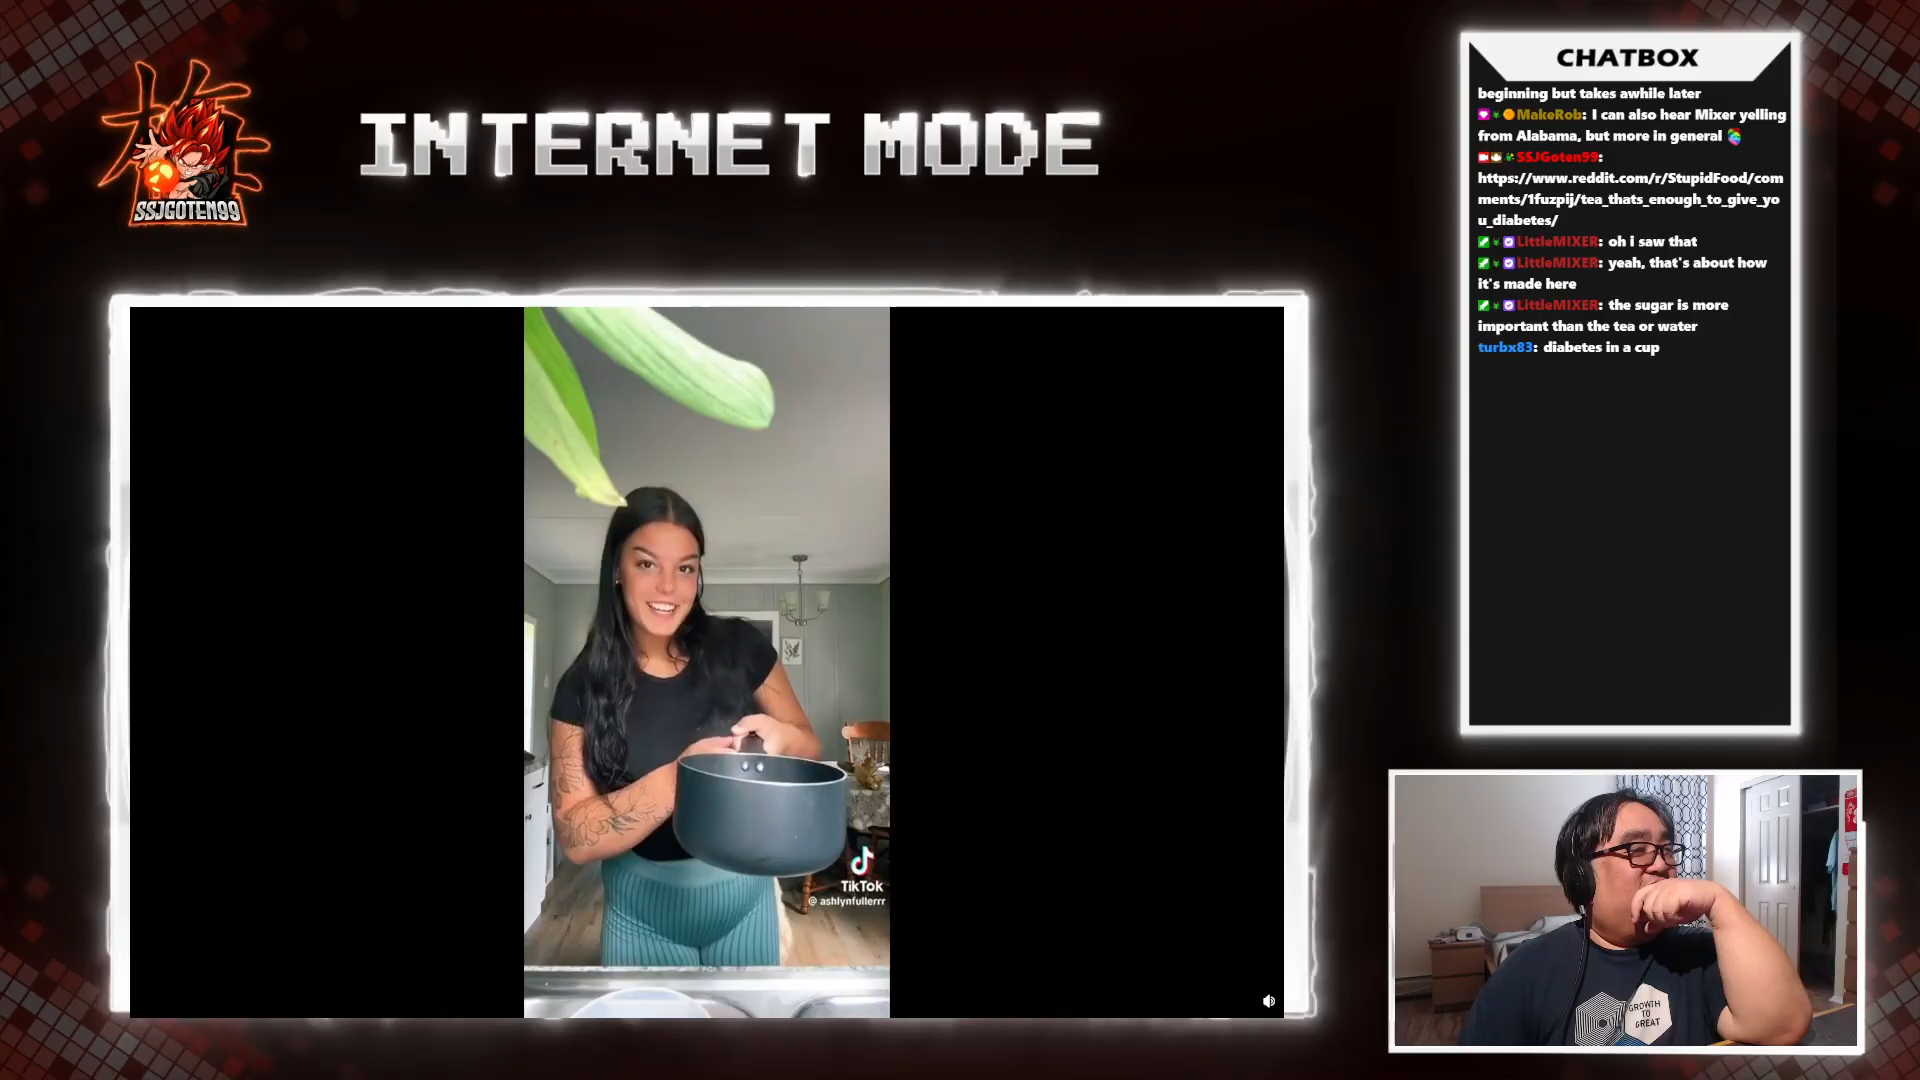 INTERNET MODE
SSJGOTEN99
CHATBOX
beginning but takes awhile later
MakeRob: I can also hear Mixer yelling
from Alabama, but more in general
SSJGoten99:
https://www.reddit.com/r/StupidFood/com
ments/1fuzpij/tea_thats_enough_to_give_yo
u_diabetes/
LittleMIXER: oh i saw that
LittleMIXER: yeah, that's about how
it's made here
LittleMIXER: the sugar is more
important than the tea or water
turbx83: diabetes in a cup
TikTok
@ ashlynfullerrr
GROWTH
TO
GREAT